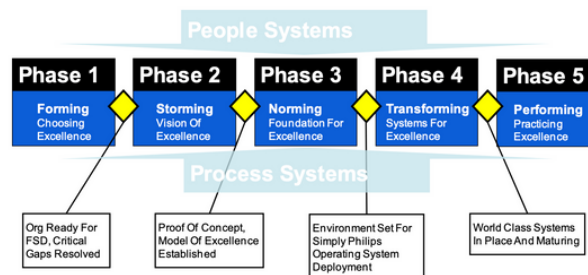 People Systems
Phase 1
Phase 2
Phase 3
Phase 4
Phase 5
Forming
Choosing
Excellence
Storming
Vision Of
Excellence
Norming
Foundation For
Excellence
Transforming
Systems For
Excellence
Performing
Practicing
Excellence
Process Systems
Org Ready For
FSD, Critical
Gaps Resolved
Proof Of Concept,
Model Of Excellence
Established
Environment Set For
Simply Philips
Operating System
Deployment
World Class Systems
In Place And Maturing